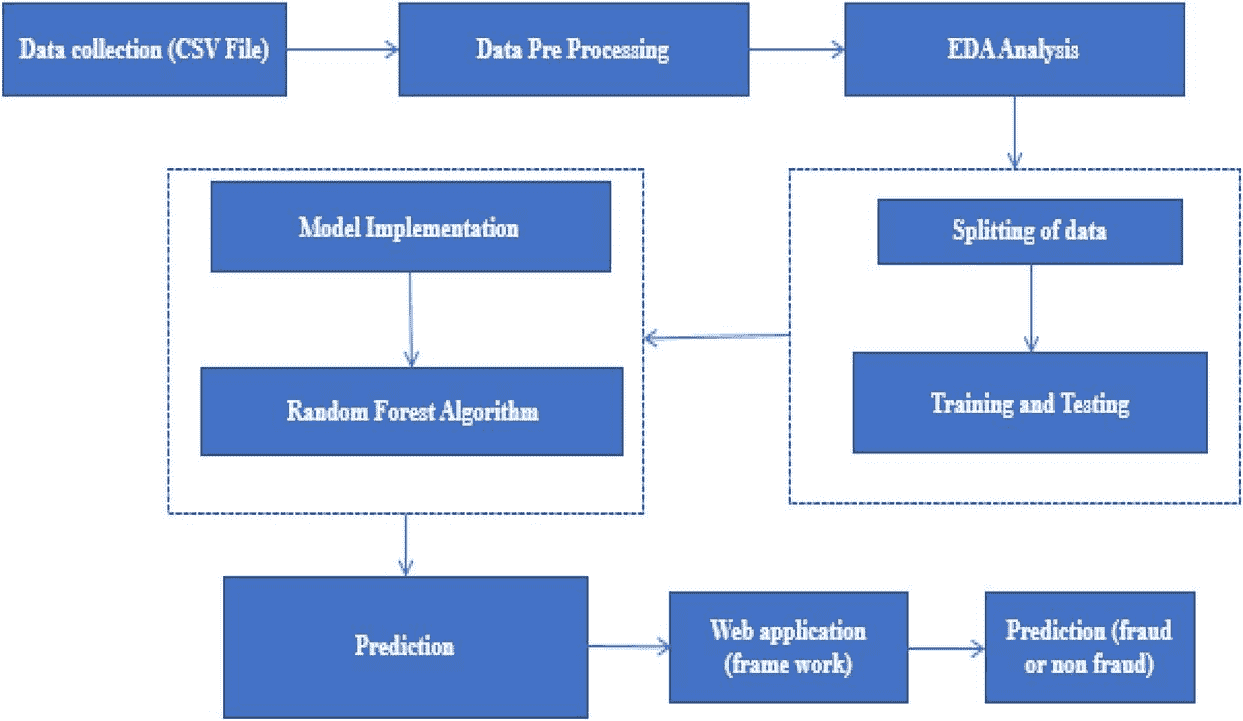 Data collection (CSV File)
Data Pre Processing
EDA Analysis
Splitting of data
Training and Testing
Model Implementation
Random Forest Algorithm
Prediction
Web application
(frame work)
Prediction (fraud
or non fraud)